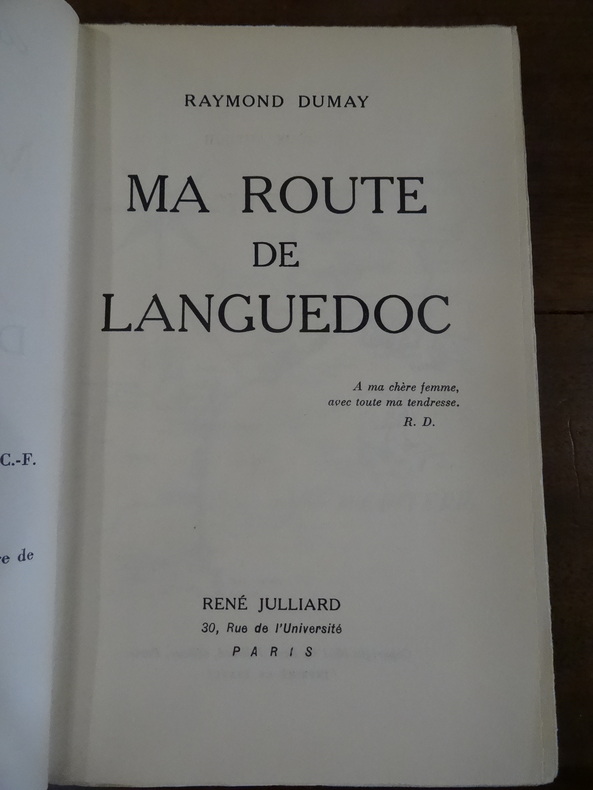 C.-F.
re de
RAYMOND DUMAY
MA ROUTE
DE
LANGUEDOC
A ma chère femme,
avec toute ma tendresse.
R. D.
RENÉ JULLIARD
30, Rue de l'Université
PARIS